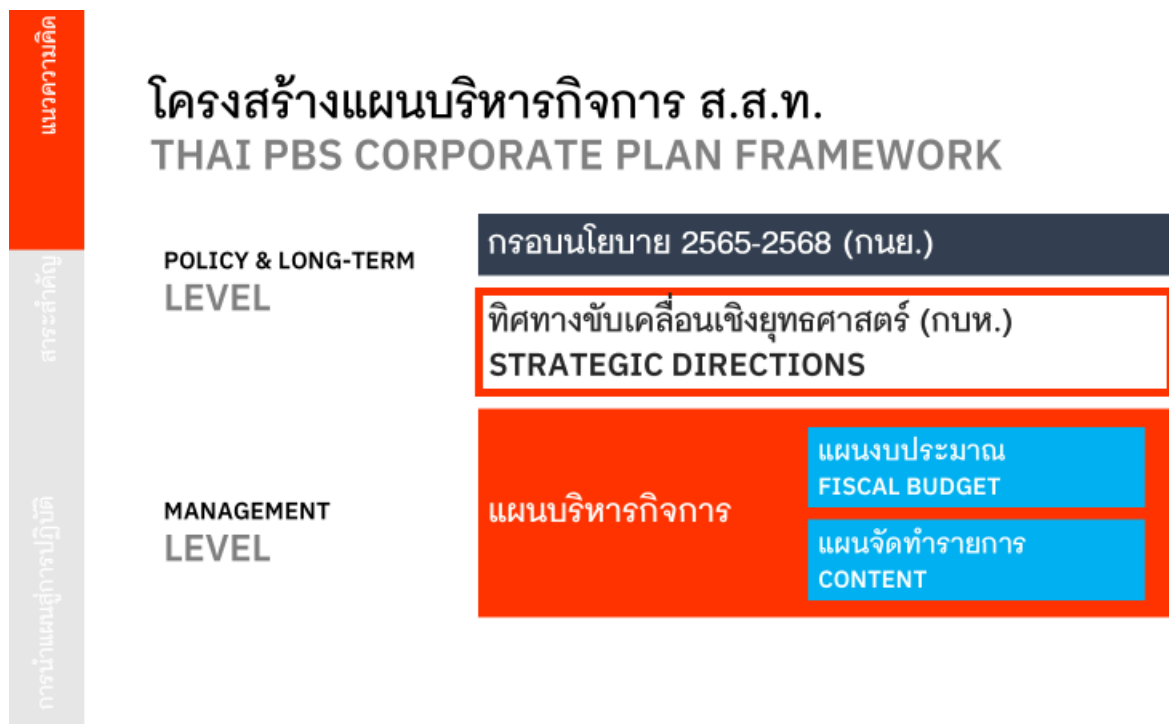 แนวความคิด
สาระสำคัญ
การนำแผนสู่การปฏิบัติ
โครงสร้างแผนบริหารกิจการ ส.ส.ท.
THAI PBS CORPORATE PLAN FRAMEWORK
POLICY & LONG-TERM
LEVEL
กรอบนโยบาย 2565-2568 (กนย.)
ทิศทางขับเคลื่อนเชิงยุทธศาสตร์ (กบห.)
STRATEGIC DIRECTIONS
MANAGEMENT
LEVEL
แผนบริหารกิจการ
แผนงบประมาณ
FISCAL BUDGET
แผนจัดทำรายการ
CONTENT